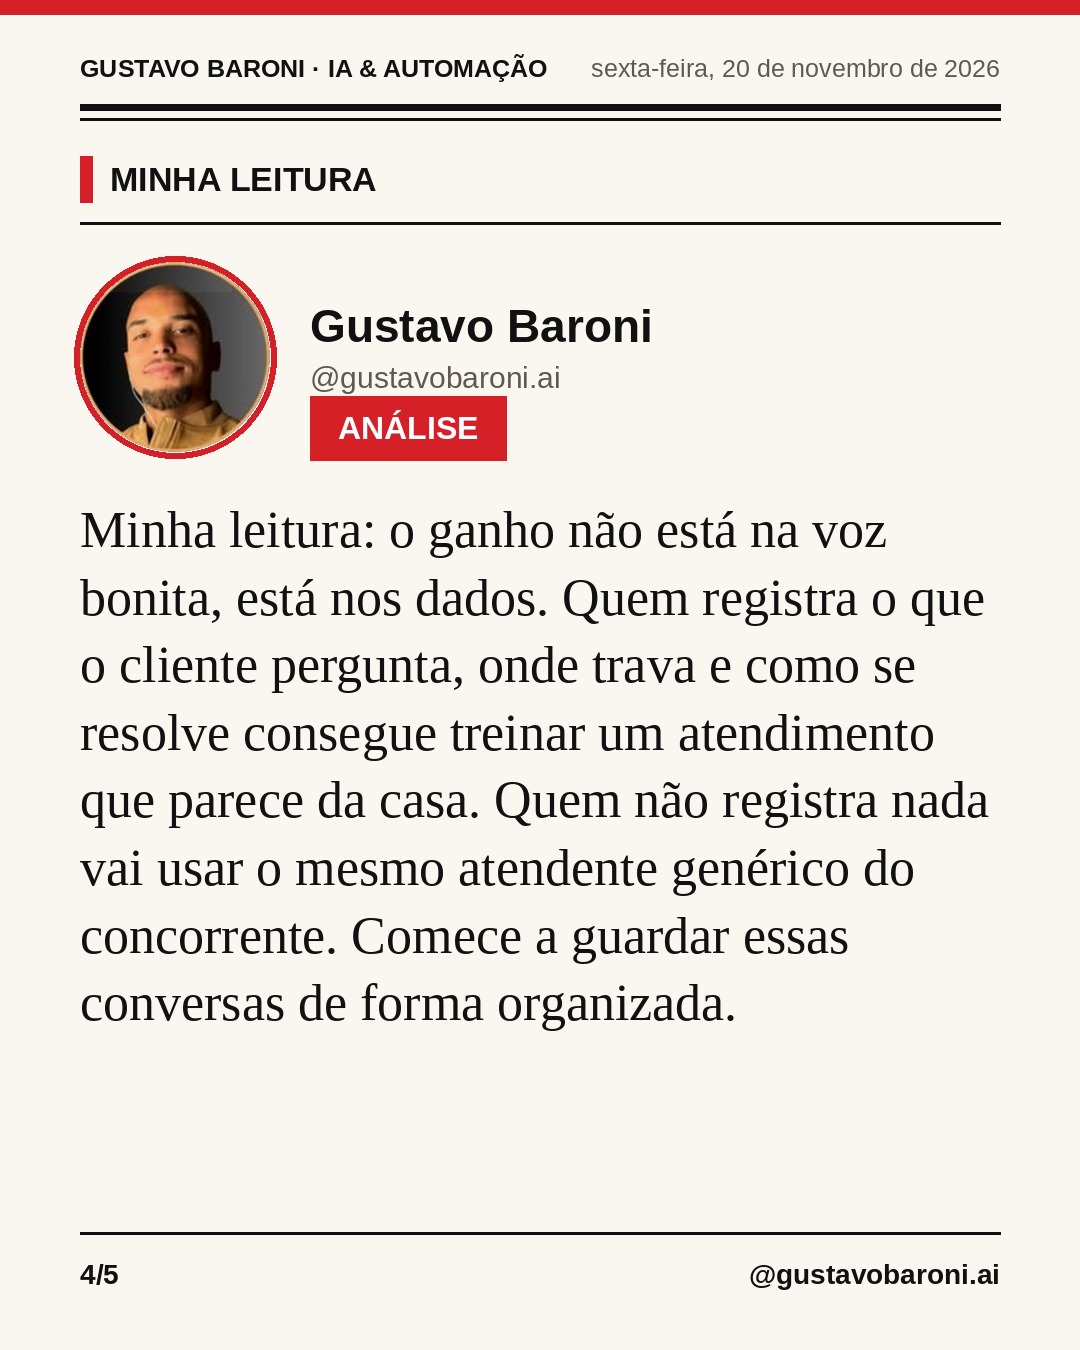 GUSTAVO BARONI · IA & AUTOMAÇÃO
sexta-feira, 20 de novembro de 2026
MINHA LEITURA
Gustavo Baroni
@gustavobaroni.ai
ANÁLISE
Minha leitura: o ganho não está na voz
bonita, está nos dados. Quem registra o que
o cliente pergunta, onde trava e como se
resolve consegue treinar um atendimento
que parece da casa. Quem não registra nada
vai usar o mesmo atendente genérico do
concorrente. Comece a guardar essas
conversas de forma organizada.
4/5
@gustavobaroni.ai